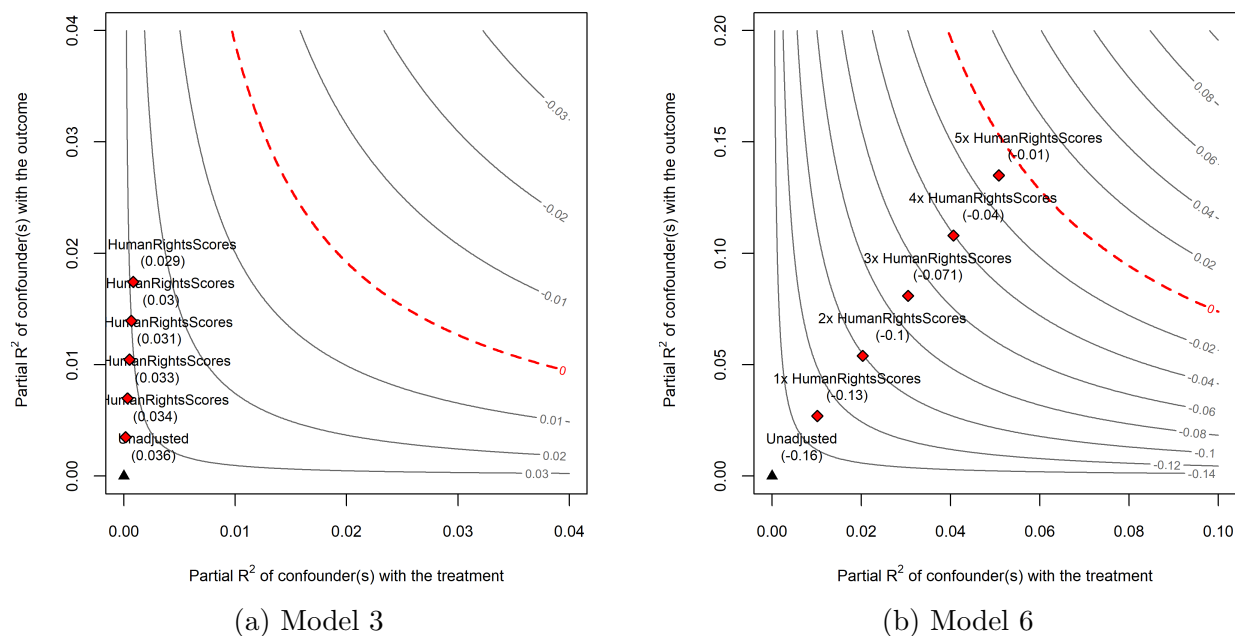 0.04
0.03
0.02
0.01
0.00
Partial R² of confounder(s) with the outcome
-0.03
-0.02
-0.01
0
0.01
0.02
0.03
HumanRightsScores
(0.029)
HumanRightsScores
(0.03)
HumanRightsScores
(0.031)
HumanRightsScores
(0.033)
HumanRightsScores
(0.034)
Unadjusted
(0.036)
0.00 0.01 0.02 0.03 0.04
Partial R² of confounder(s) with the treatment
(a) Model 3
0.20
0.15
0.10
0.05
0.00
Partial R² of confounder(s) with the outcome
0.08
0.06
0.04
0.02
0
-0.02
-0.04
-0.06
-0.08
-0.1
-0.12
-0.14
5x HumanRightsScores
(-0.01)
4x HumanRightsScores
(-0.04)
3x HumanRightsScores
(-0.071)
2x HumanRightsScores
(-0.1)
1x HumanRightsScores
(-0.13)
Unadjusted
(-0.16)
0.00 0.02 0.04 0.06 0.08 0.10
Partial R² of confounder(s) with the treatment
(b) Model 6